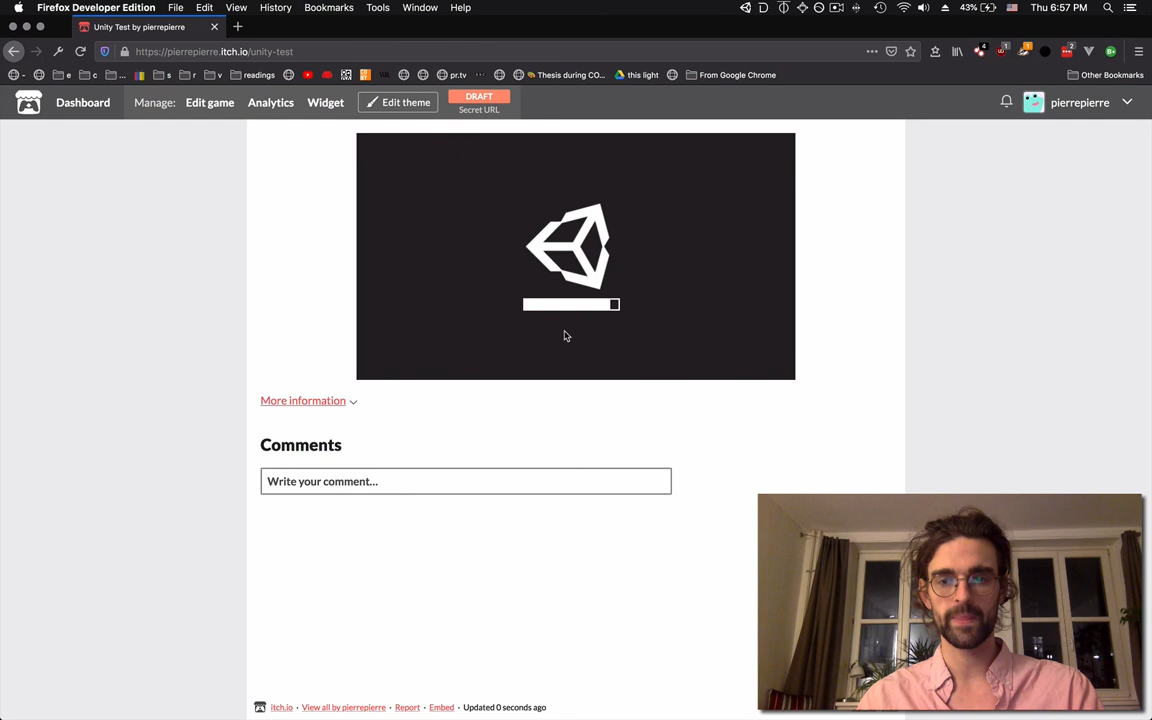 Firefox Developer Edition File Edit View History Bookmarks Tools Window Help 43% Thu 6:57 PM
Unity Test by pierrepierre
https://pierrepierre.itch.io/unity-test
e c ... s r v readings pr.tv Thesis during CO... this light From Google Chrome Other Bookmarks
Dashboard Manage: Edit game Analytics Widget Edit theme DRAFT pierrepierre
Secret URL
More information
Comments
Write your comment...
itch.io · View all by pierrepierre · Report · Embed · Updated 0 seconds ago